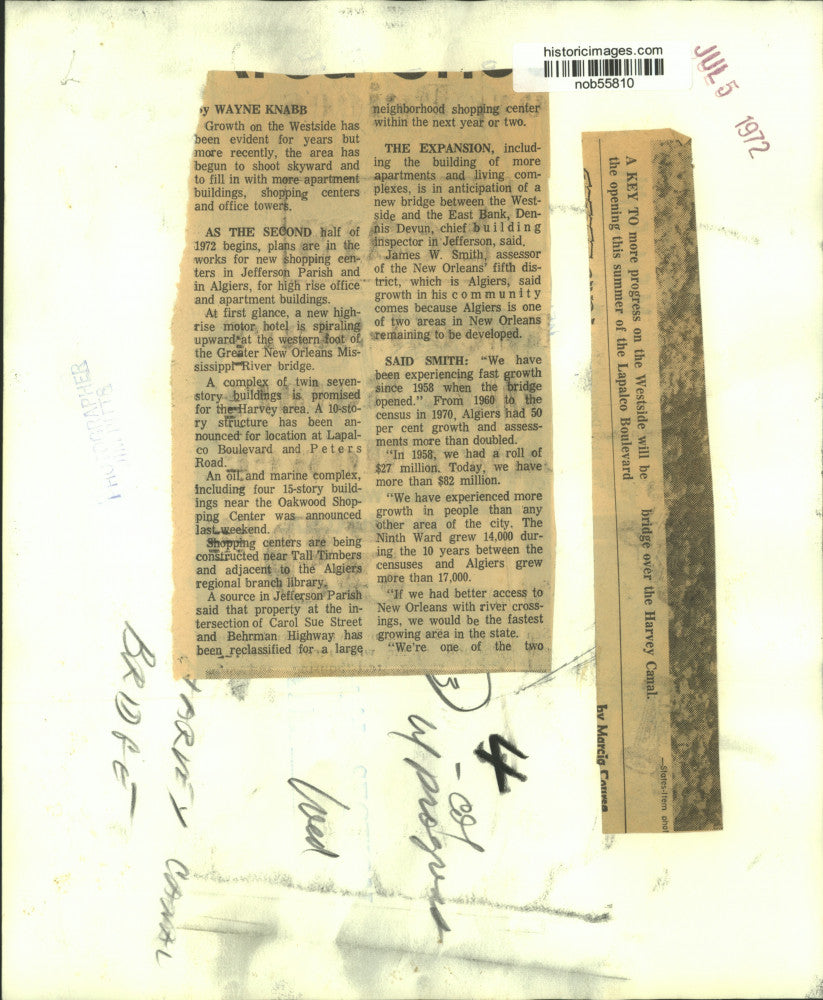 historicimages.com
nob55810
JUL 5 1972
by WAYNE KNABB
Growth on the Westside has
been evident for years but
more recently, the area has
begun to shoot skyward and
to fill in with more apartment
buildings, shopping centers
and office towers.
AS THE SECOND half of
1972 begins, plans are in the
works for new shopping cen-
ters in Jefferson Parish and
in Algiers, for high rise office
and apartment buildings.
At first glance, a new high-
rise motor hotel is spiraling
upward at the western foot of
the Greater New Orleans Mis-
sissippi River bridge.
A complex of twin seven-
story buildings is promised
for the Harvey area. A 10-sto-
ry structure has been an-
nounced for location at Lapal-
co Boulevard and Peters
Road.
An oil and marine complex,
including four 15-story build-
ings near the Oakwood Shop-
ping Center was announced
last weekend.
Shopping centers are being
constructed near Tall Timbers
and adjacent to the Algiers
regional branch library.
A source in Jefferson Parish
said that property at the in-
tersection of Carol Sue Street
and Behrman Highway has
been reclassified for a large
neighborhood shopping center
within the next year or two.
THE EXPANSION, includ-
ing the building of more
apartments and living com-
plexes, is in anticipation of a
new bridge between the West-
side and the East Bank, Den-
nis Devun, chief building
inspector in Jefferson, said.
James W. Smith, assessor
of the New Orleans' fifth dis-
trict, which is Algiers, said
growth in his community
comes because Algiers is one
of two areas in New Orleans
remaining to be developed.
SAID SMITH: "We have
been experiencing fast growth
since 1958 when the bridge
opened." From 1960 to the
census in 1970, Algiers had 50
per cent growth and assess-
ments more than doubled.
"In 1958, we had a roll of
$27 million. Today, we have
more than $82 million.
"We have experienced more
growth in people than any
other area of the city. The
Ninth Ward grew 14,000 dur-
ing the 10 years between the
censuses and Algiers grew
more than 17,000.
"If we had better access to
New Orleans with river cross-
ings, we would be the fastest
growing area in the state.
"We're one of the two
A KEY TO more progress on the Westside will be
the opening this summer of the Lapalco Boulevard
bridge over the Harvey Canal.
—States-Item phot
by Marcia
PHOTOGRAPHER
HARVEY CANAL
BRIDGE
Wed
4
W progress